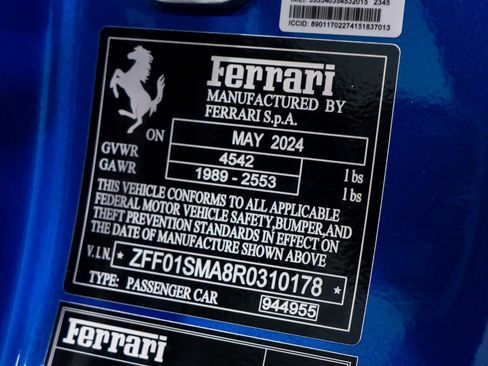 2345
ICCID: 89011702274151837013
Ferrari
MANUFACTURED BY
FERRARI S.p.A.
ON MAY 2024
GVWR 4542 lbs
GAWR 1989 - 2553 lbs
THIS VEHICLE CONFORMS TO ALL APPLICABLE
FEDERAL MOTOR VEHICLE SAFETY, BUMPER, AND
THEFT PREVENTION STANDARDS IN EFFECT ON
THE DATE OF MANUFACTURE SHOWN ABOVE
V.I.N. *ZFF01SMA8R0310178*
TYPE: PASSENGER CAR 944955
Ferrari